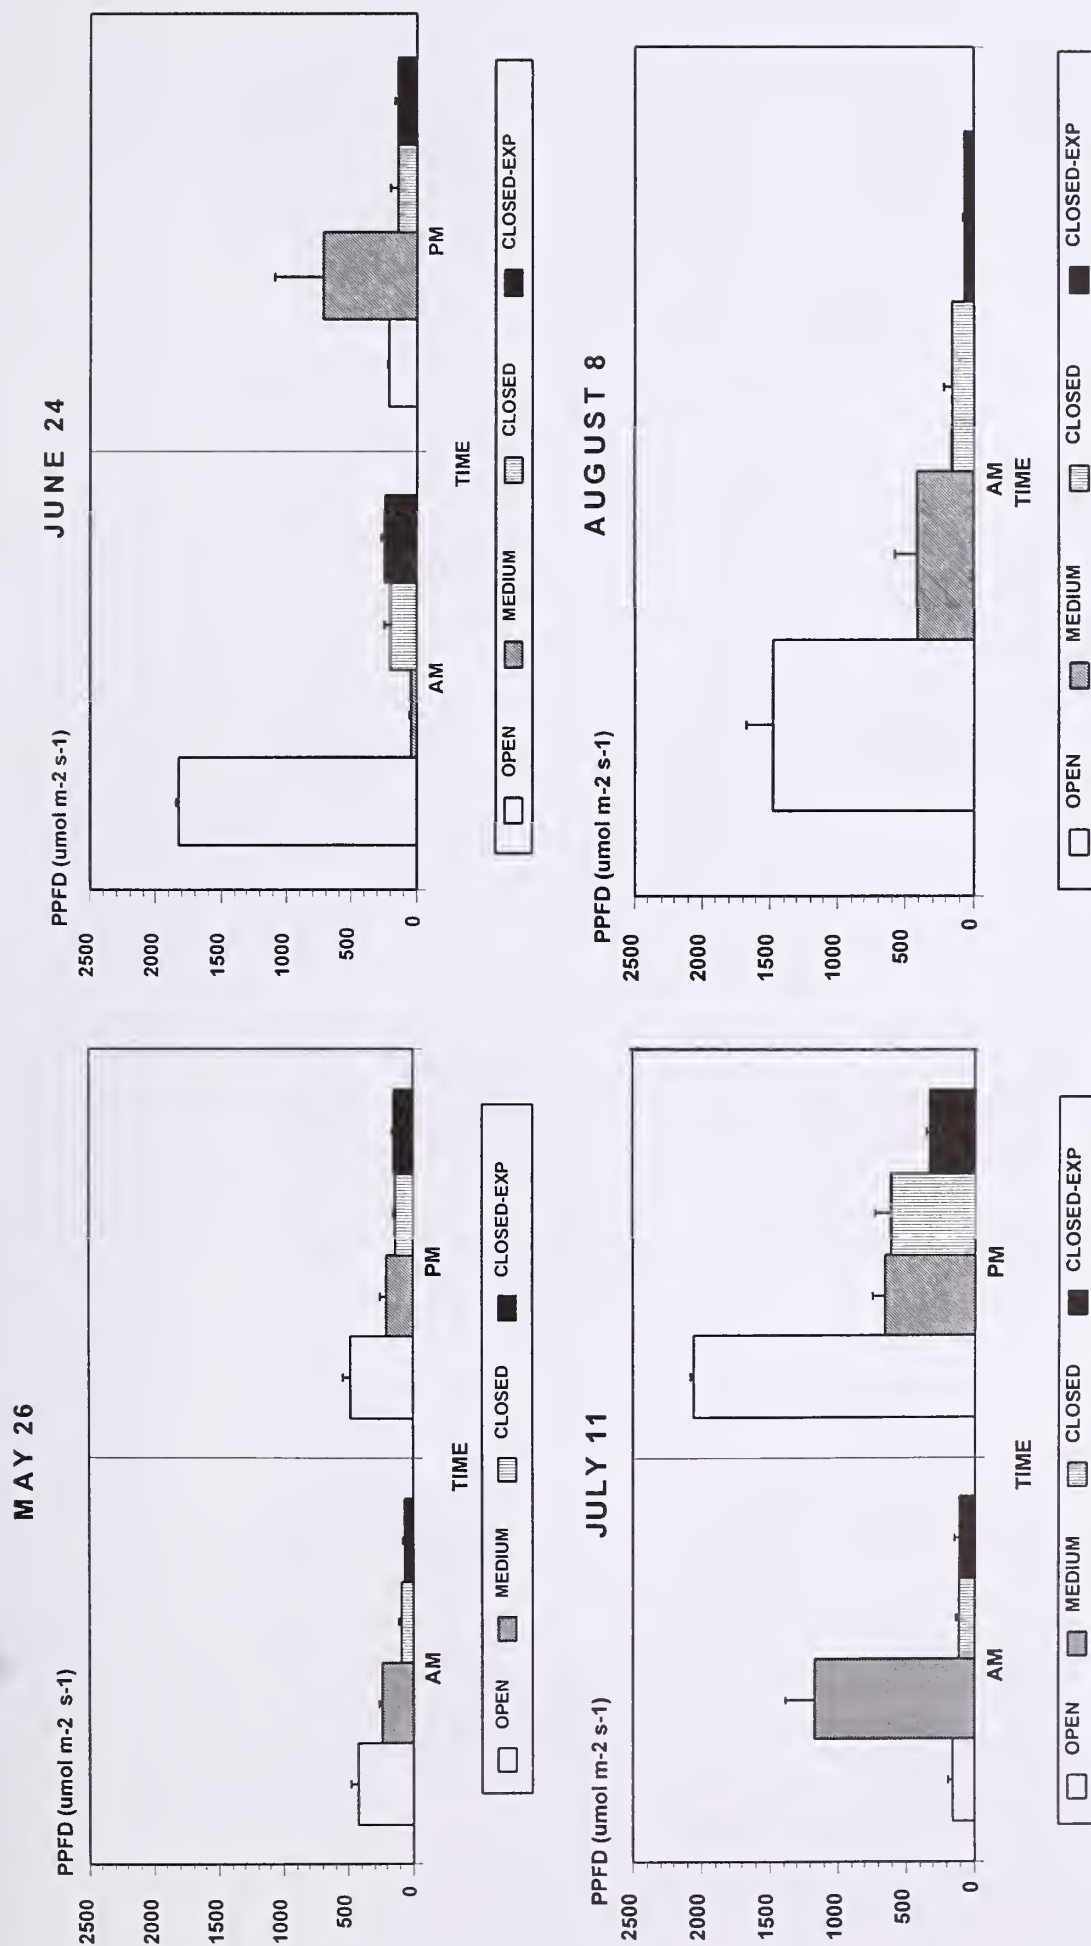 MAY 26
PPFD (umol m-2 s-1)
2500
2000
1500
1000
500
0
AM
PM
TIME
OPEN MEDIUM CLOSED CLOSED-EXP
JUNE 24
PPFD (umol m-2 s-1)
2500
2000
1500
1000
500
0
AM
PM
TIME
OPEN MEDIUM CLOSED CLOSED-EXP
JULY 11
PPFD (umol m-2 s-1)
2500
2000
1500
1000
500
0
AM
PM
TIME
OPEN MEDIUM CLOSED CLOSED-EXP
AUGUST 8
PPFD (umol m-2 s-1)
2500
2000
1500
1000
500
0
AM
TIME
OPEN MEDIUM CLOSED CLOSED-EXP